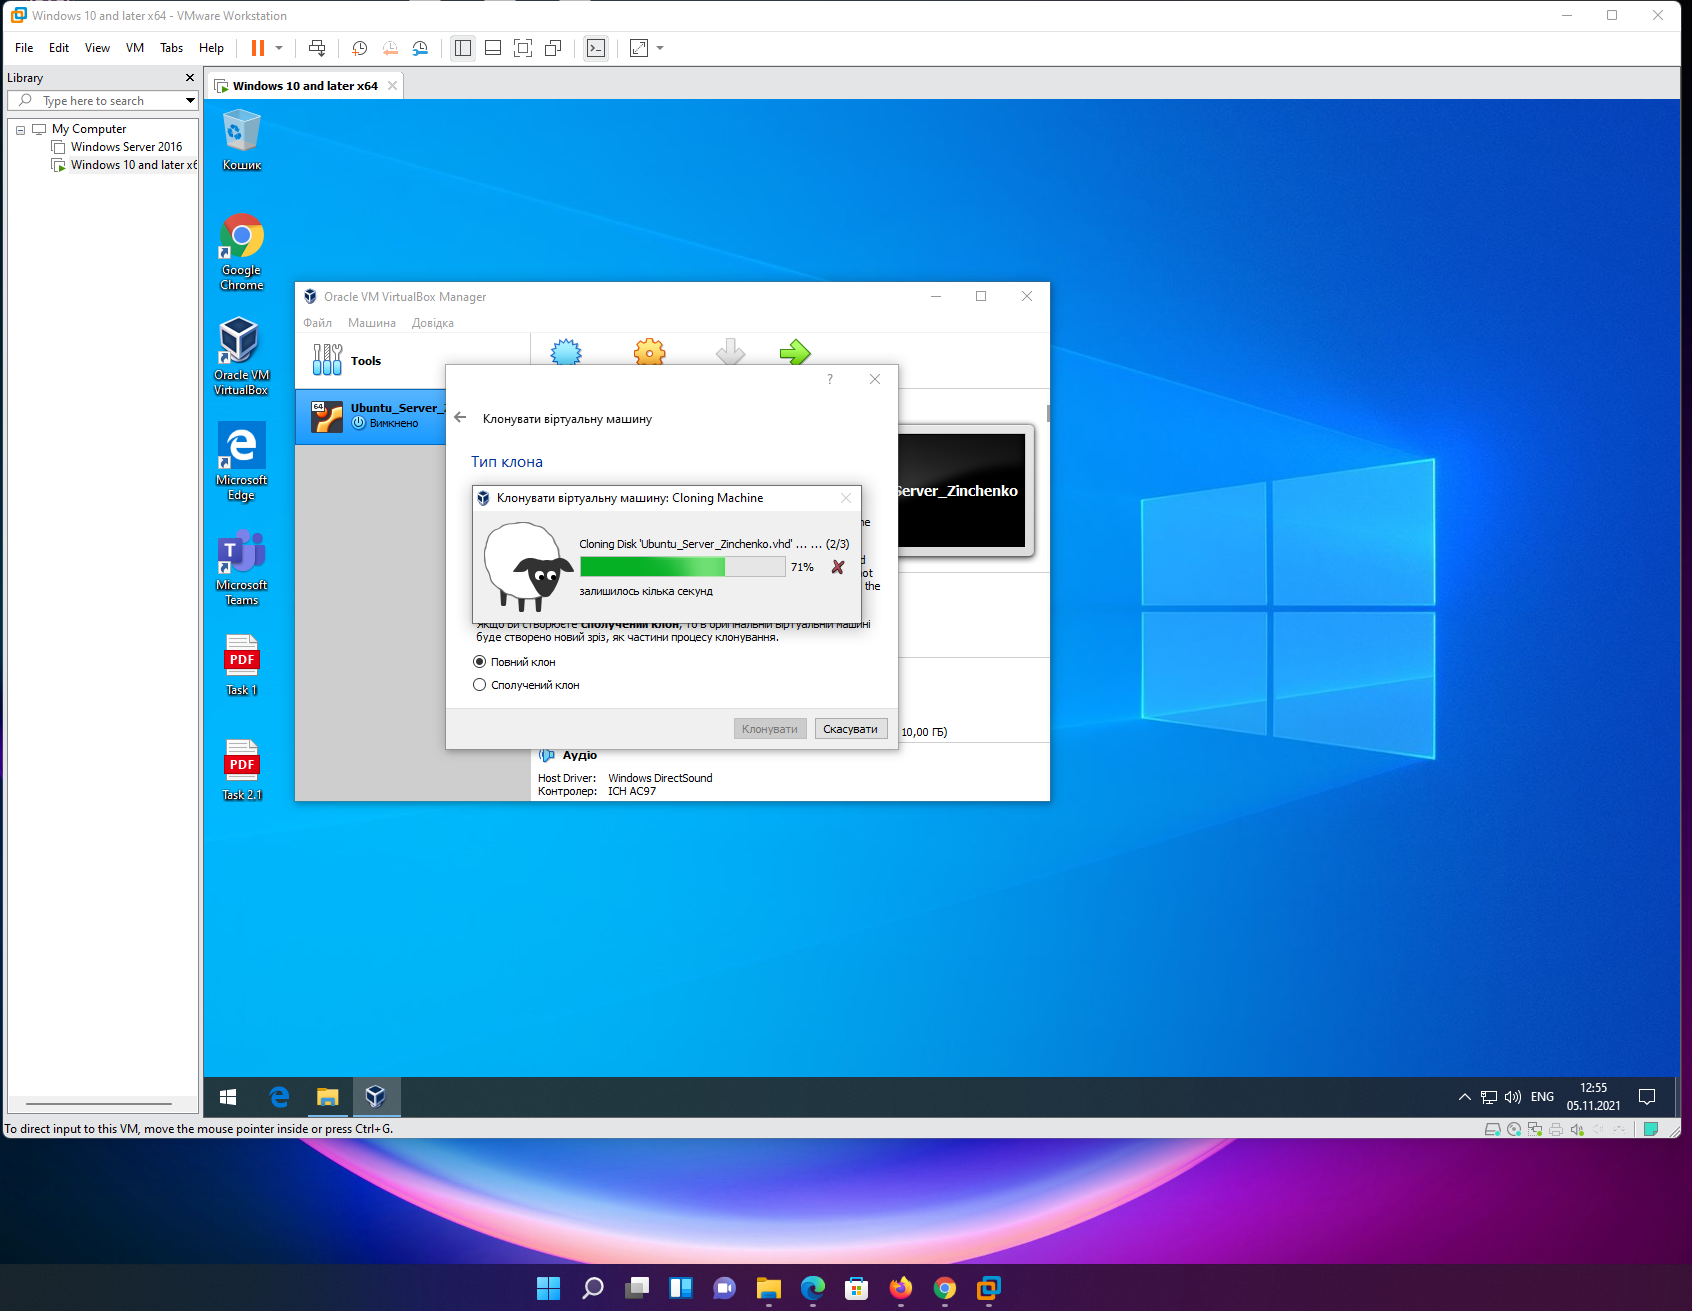 Windows 10 and later x64 - VMware Workstation
File Edit View VM Tabs Help
Library
Type here to search
My Computer
Windows Server 2016
Windows 10 and later x6
Windows 10 and later x64
Кошик
Google
Chrome
Oracle VM
VirtualBox
Microsoft
Edge
Microsoft
Teams
PDF
Task 1
PDF
Task 2.1
Oracle VM VirtualBox Manager
Файл Машина Довідка
Tools
64
Ubuntu_Server_Z
Вимкнено
?
Клонувати віртуальну машину
Тип клона
Клонувати віртуальну машину: Cloning Machine
Cloning Disk 'Ubuntu_Server_Zinchenko.vhd' ... ... (2/3)
71%
залишилось кілька секунд
the
Якщо ви створюєте сполучений клон, то в оригінальній віртуальній машині
буде створено новий зріз, як частини процесу клонування.
Повний клон
Сполучений клон
Клонувати Скасувати
Server_Zinchenko
10,00 ГБ)
Аудіо
Host Driver: Windows DirectSound
Контролер: ICH AC97
ENG
12:55
05.11.2021
To direct input to this VM, move the mouse pointer inside or press Ctrl+G.